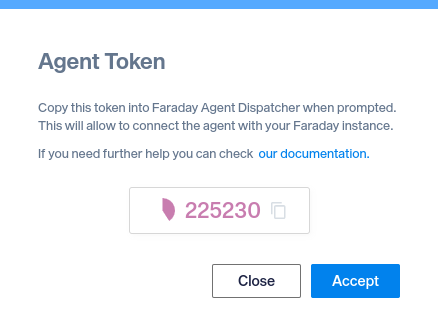 Agent Token
Copy this token into Faraday Agent Dispatcher when prompted.
This will allow to connect the agent with your Faraday instance.
If you need further help you can check our documentation.
225230
Close Accept